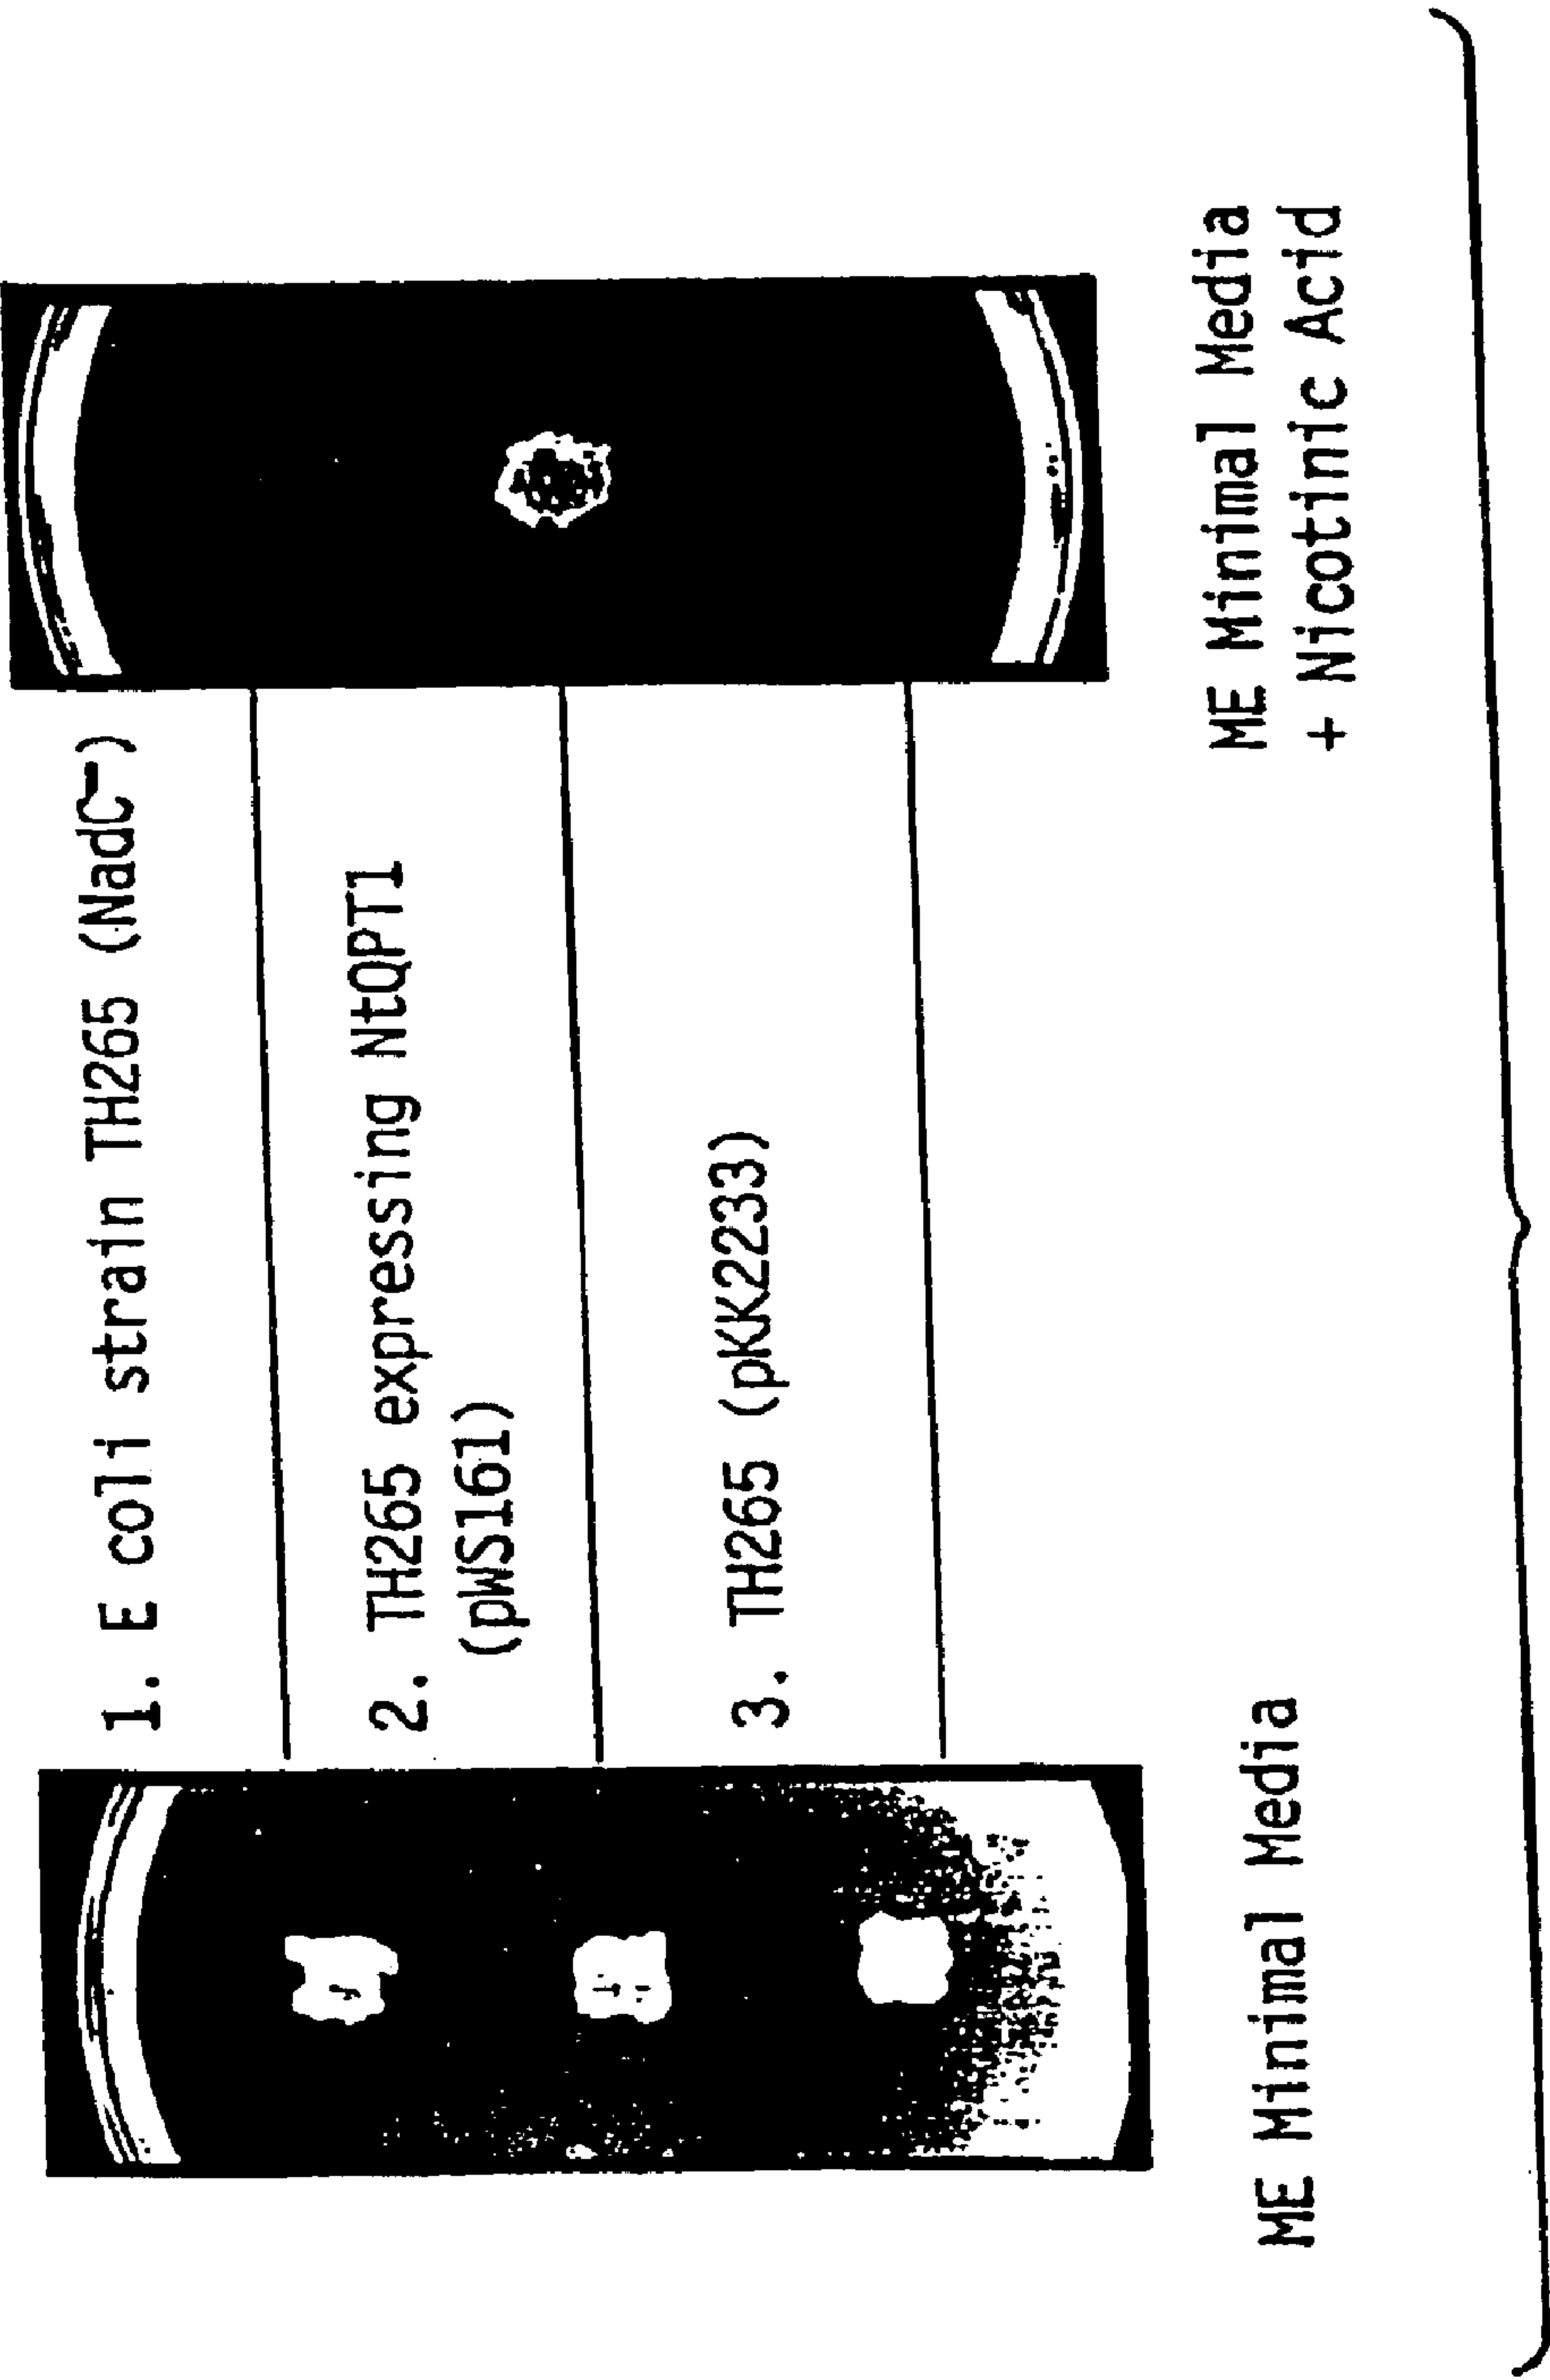 1. E coli strain TH265 (NadC-)
2. TH265 expressing NtQPT1
(pWS161)
3. TH265 (pKK2233)
ME Minimal Media
ME Minimal Media
+ Nicotinic Acid